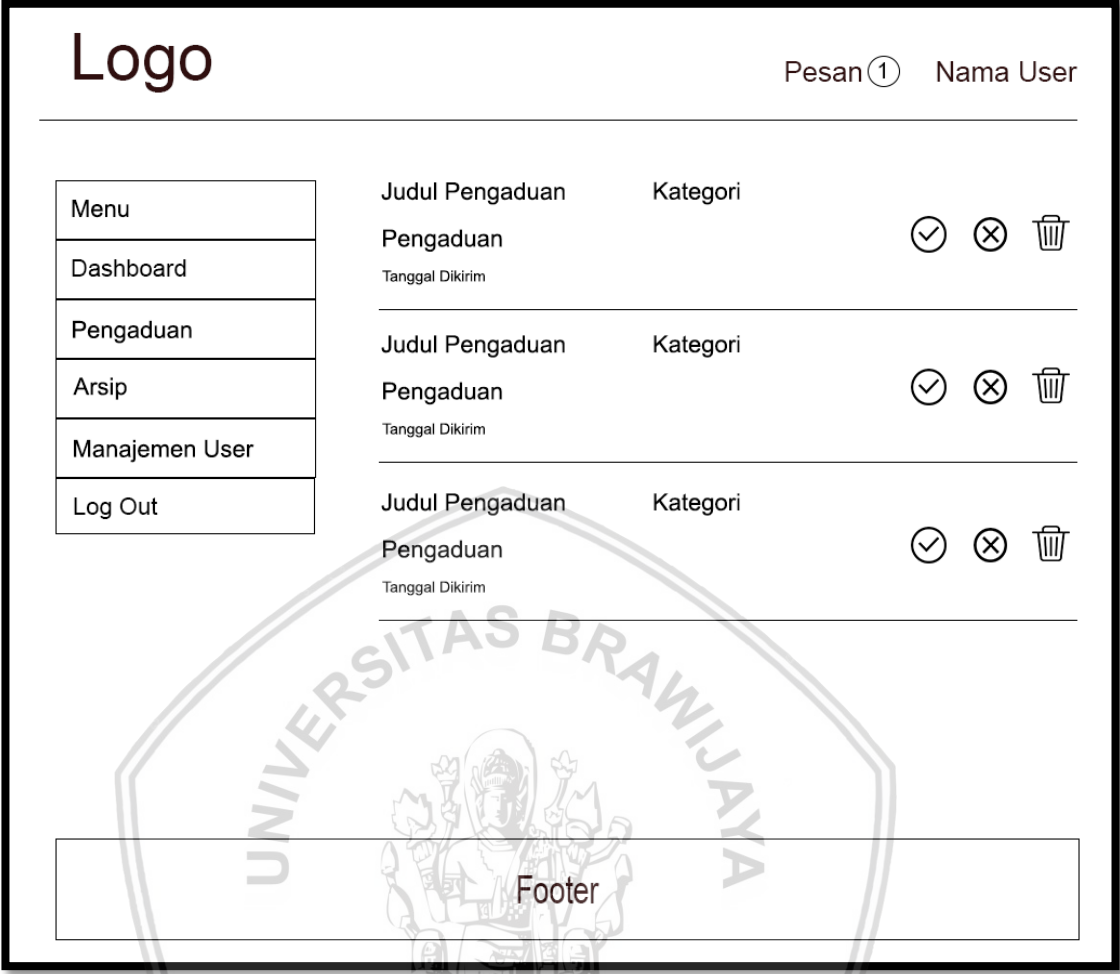 Logo
Pesan 1 Nama User
Menu
Dashboard
Pengaduan
Arsip
Manajemen User
Log Out
Judul Pengaduan Kategori
Pengaduan
Tanggal Dikirim
Judul Pengaduan Kategori
Pengaduan
Tanggal Dikirim
Judul Pengaduan Kategori
Pengaduan
Tanggal Dikirim
UNIVERSITAS BRAWIJAYA
Footer